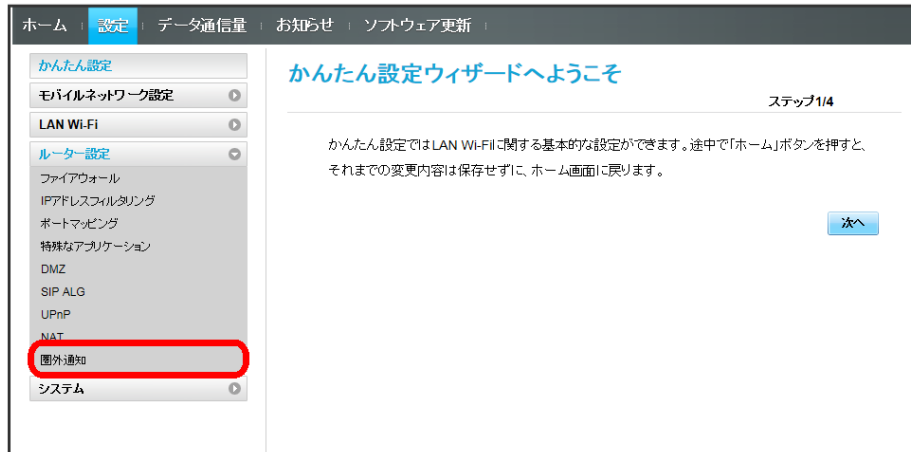 ホーム 設定 データ通信量 お知らせ ソフトウェア更新
かんたん設定
モバイルネットワーク設定
LAN Wi-Fi
ルーター設定
ファイアウォール
IPアドレスフィルタリング
ポートマッピング
特殊なアプリケーション
DMZ
SIP ALG
UPnP
NAT
圏外通知
システム
かんたん設定ウィザードへようこそ
ステップ1/4
かんたん設定ではLAN Wi-Fiに関する基本的な設定ができます。途中で「ホーム」ボタンを押すと、
それまでの変更内容は保存せずに、ホーム画面に戻ります。
次へ